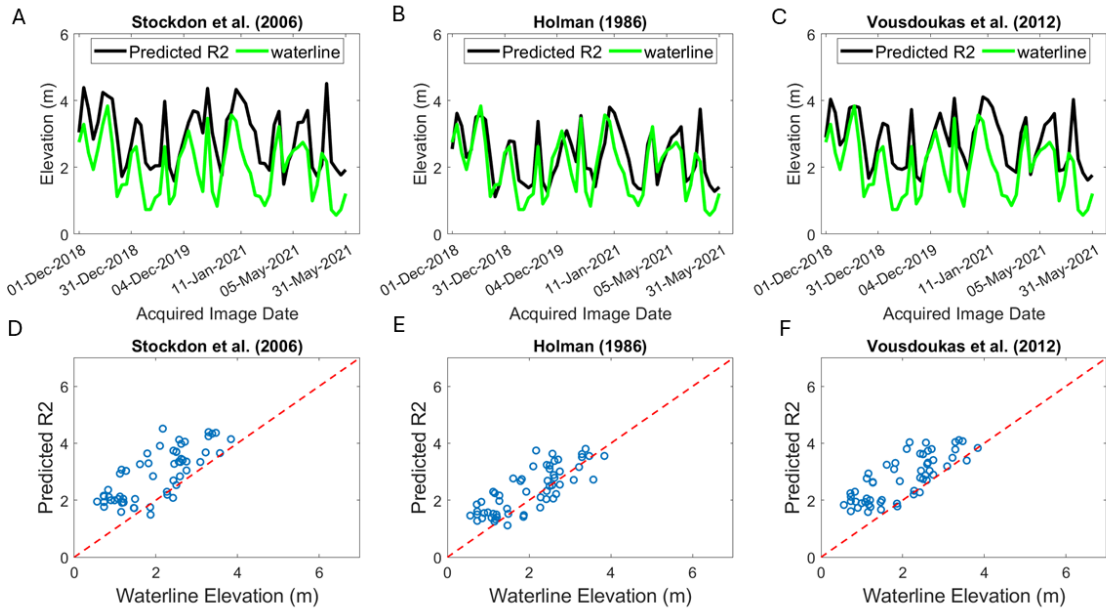 A
Stockdon et al. (2006)
Predicted R2
waterline
Elevation (m)
6
4
2
0
01-Dec-2018
31-Dec-2018
04-Dec-2019
11-Jan-2021
05-May-2021
31-May-2021
Acquired Image Date
B
Holman (1986)
Predicted R2
waterline
Elevation (m)
6
4
2
0
01-Dec-2018
31-Dec-2018
04-Dec-2019
11-Jan-2021
05-May-2021
31-May-2021
Acquired Image Date
C
Vousdoukas et al. (2012)
Predicted R2
waterline
Elevation (m)
6
4
2
0
01-Dec-2018
31-Dec-2018
04-Dec-2019
11-Jan-2021
05-May-2021
31-May-2021
Acquired Image Date
D
Stockdon et al. (2006)
Predicted R2
6
4
2
0
0 2 4 6
Waterline Elevation (m)
E
Holman (1986)
Predicted R2
6
4
2
0
0 2 4 6
Waterline Elevation (m)
F
Vousdoukas et al. (2012)
Predicted R2
6
4
2
0
0 2 4 6
Waterline Elevation (m)